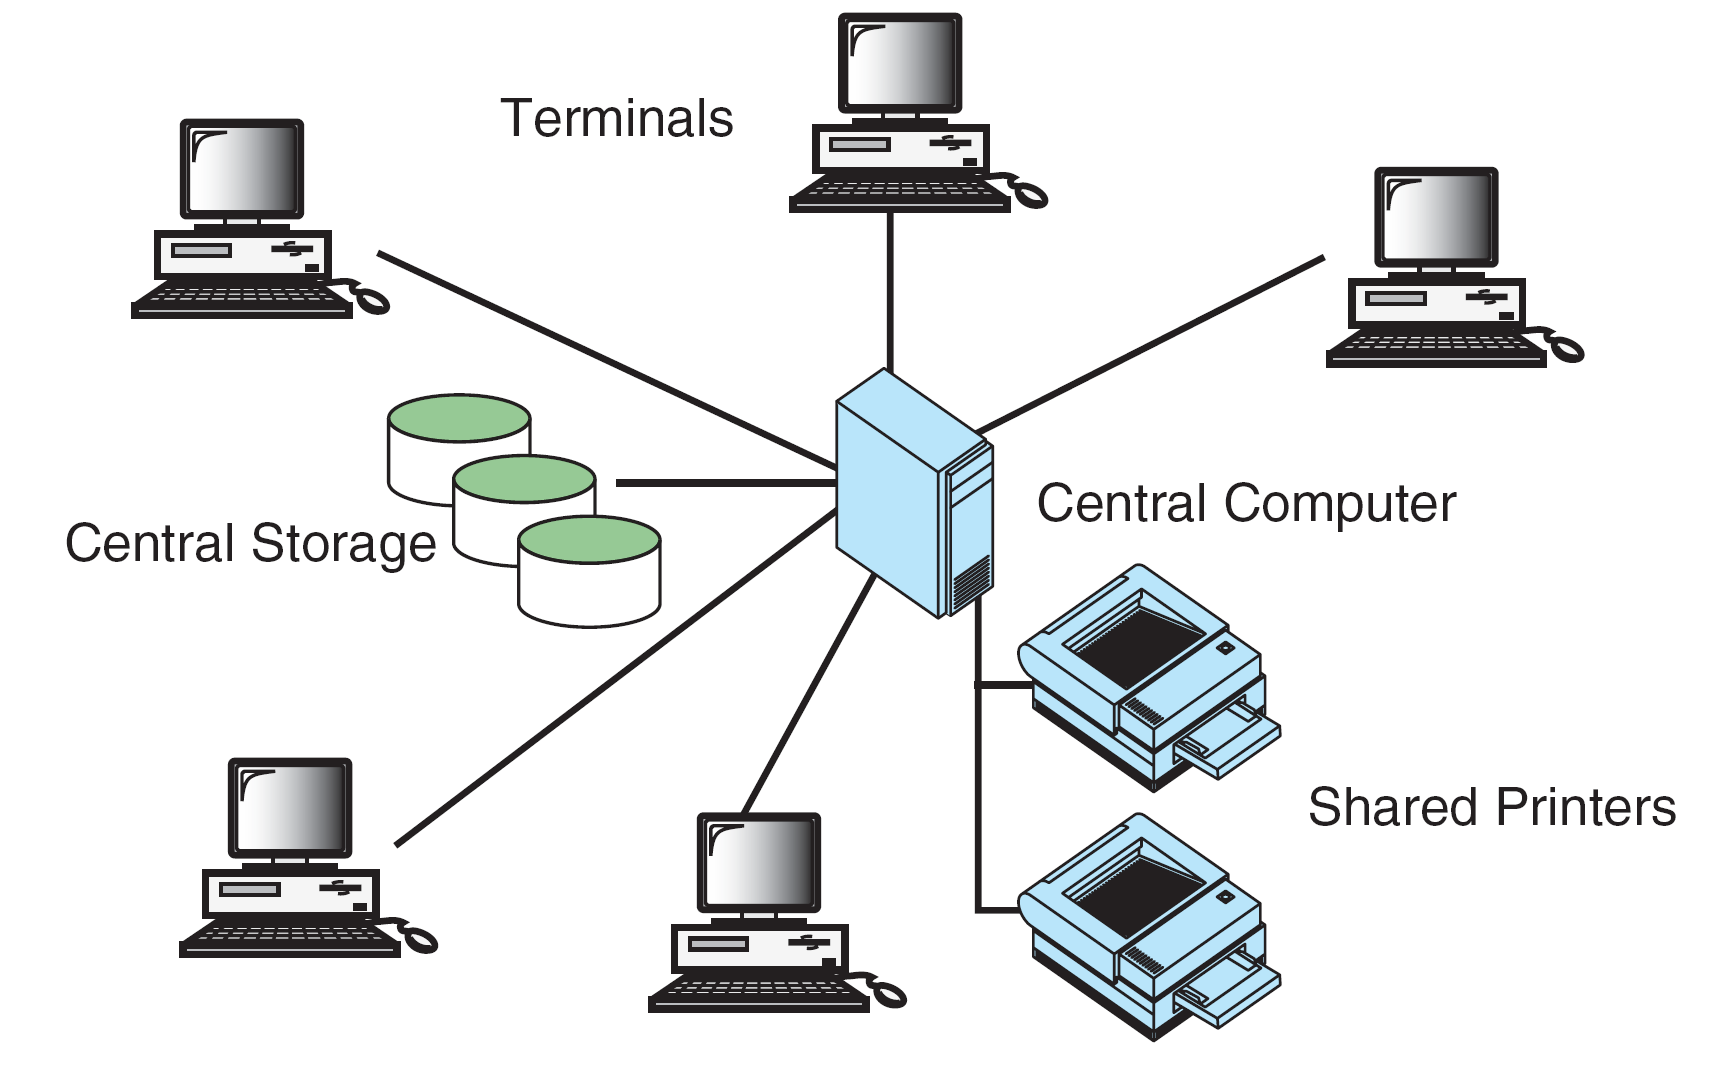 Terminals
Central Storage
Central Computer
Shared Printers